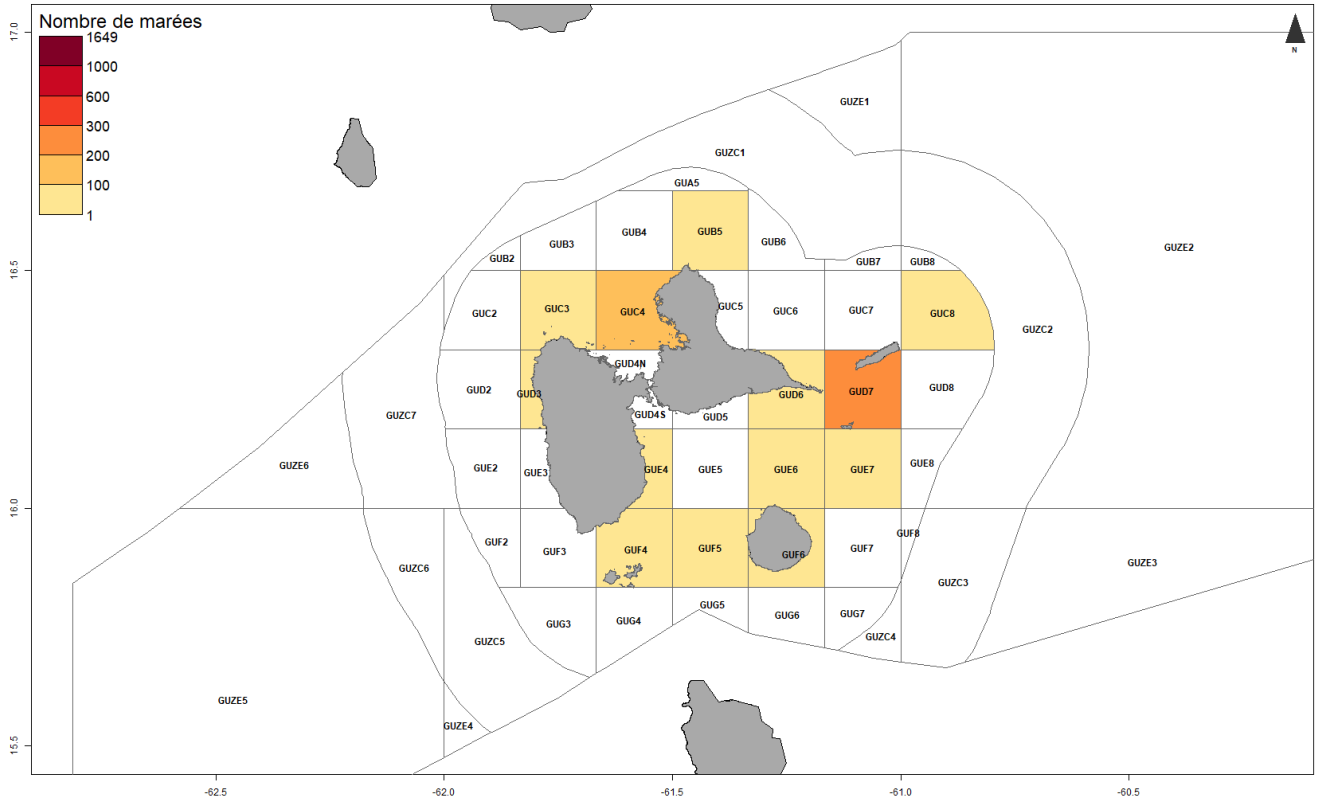 Nombre de marées
1649
1000
600
300
200
100
1
N
17.0
16.5
16.0
15.5
GUZE1
GUZC1
GUA5
GUB4
GUB5
GUB3
GUB6
GUZE2
GUB2
GUB7
GUB8
GUC2
GUC3
GUC4
GUC5
GUC6
GUC7
GUC8
GUZC2
GUD4N
GUD2
GUD3
GUD6
GUD7
GUD8
GUZC7
GUD4S
GUD5
GUZE6
GUE2
GUE3
GUE4
GUE5
GUE6
GUE7
GUE8
GUF2
GUF3
GUF4
GUF5
GUF6
GUF7
GUF8
GUZE3
GUZC6
GUZC3
GUG5
GUG3
GUG4
GUG6
GUG7
GUZC5
GUZC4
GUZE5
GUZE4
-62.5
-62.0
-61.5
-61.0
-60.5